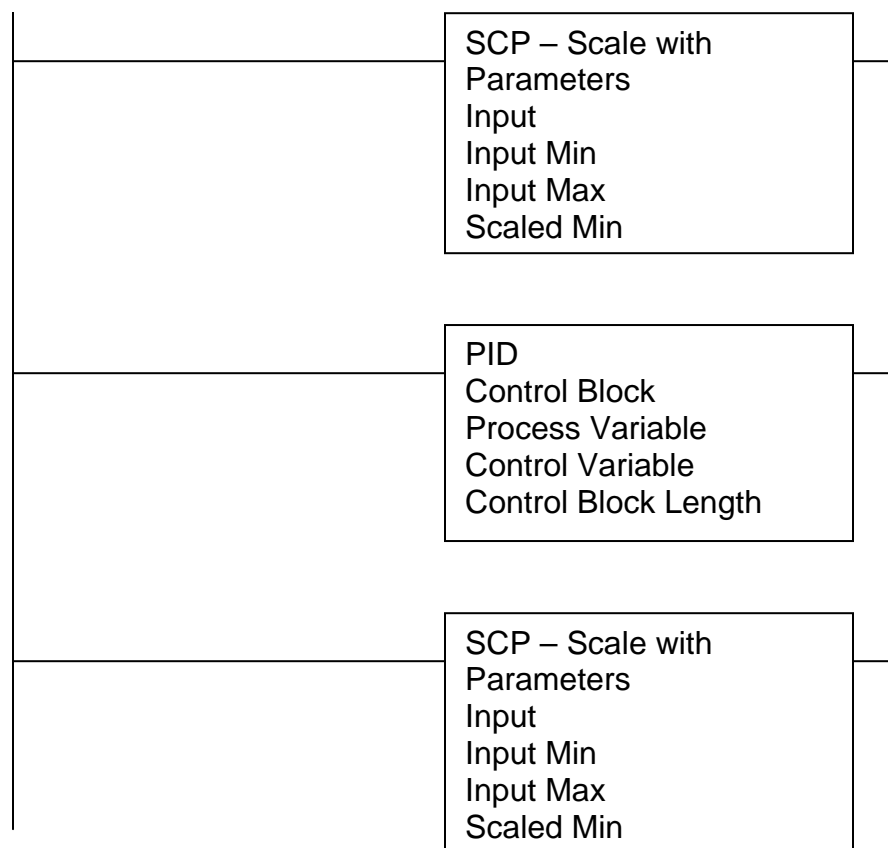 SCP – Scale with
Parameters
Input
Input Min
Input Max
Scaled Min
PID
Control Block
Process Variable
Control Variable
Control Block Length
SCP – Scale with
Parameters
Input
Input Min
Input Max
Scaled Min